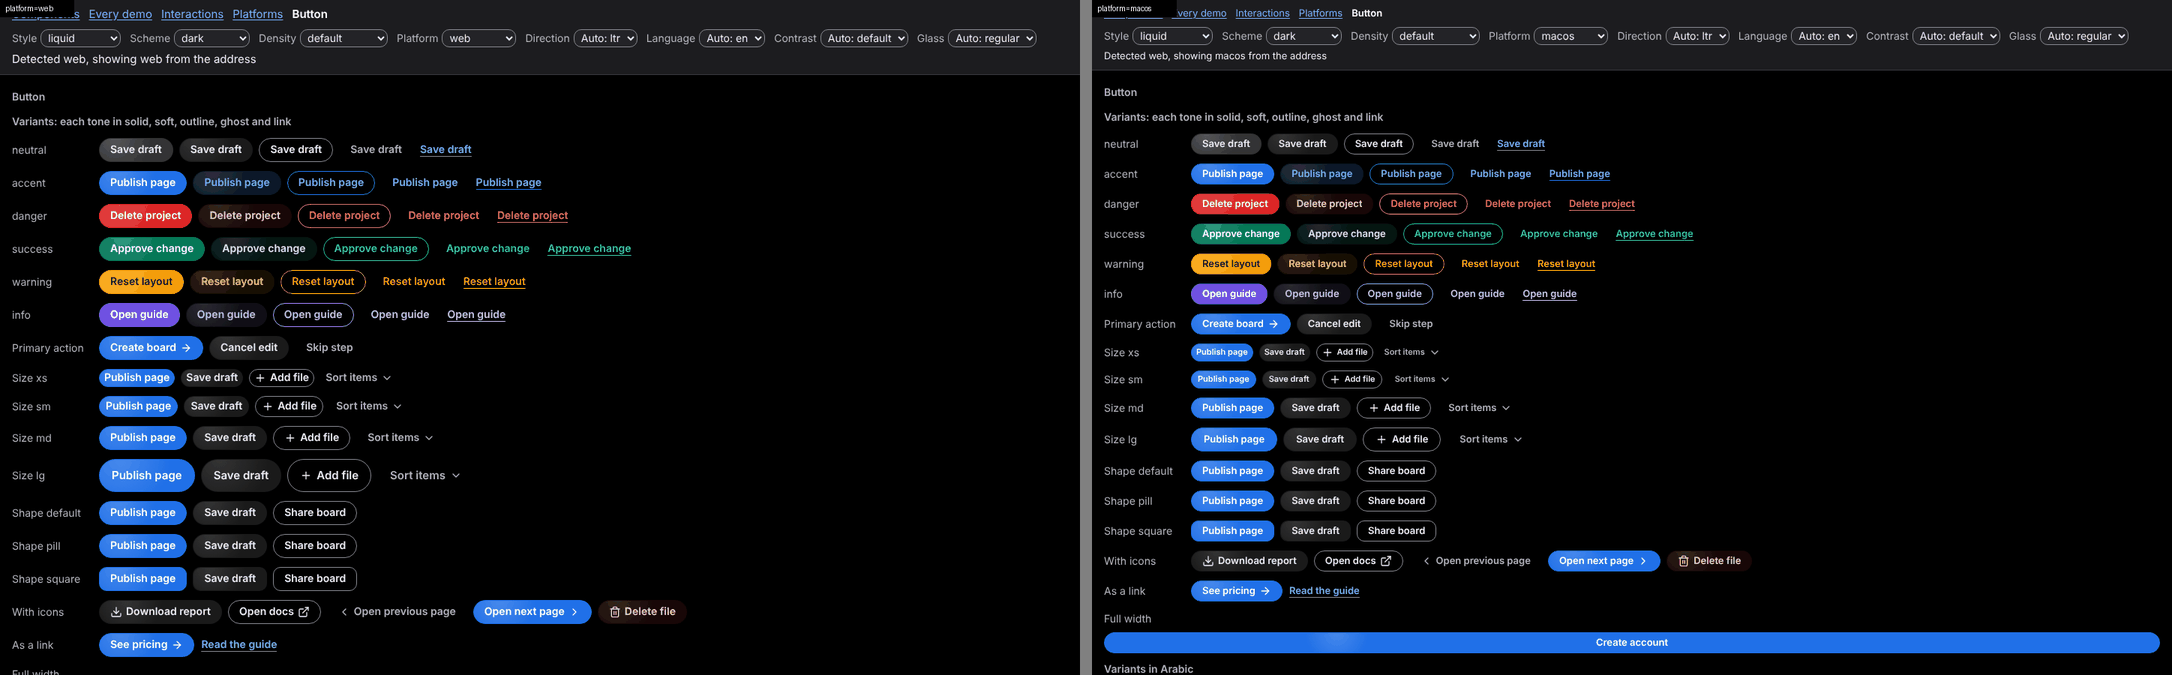 platform=web
Components Every demo Interactions Platforms Button
Style liquid Scheme dark Density default Platform web Direction Auto: ltr Language Auto: en Contrast Auto: default Glass Auto: regular
Detected web, showing web from the address
Button
Variants: each tone in solid, soft, outline, ghost and link
neutral Save draft Save draft Save draft Save draft Save draft
accent Publish page Publish page Publish page Publish page Publish page
danger Delete project Delete project Delete project Delete project Delete project
success Approve change Approve change Approve change Approve change Approve change
warning Reset layout Reset layout Reset layout Reset layout Reset layout
info Open guide Open guide Open guide Open guide Open guide
Primary action Create board → Cancel edit Skip step
Size xs Publish page Save draft + Add file Sort items
Size sm Publish page Save draft + Add file Sort items
Size md Publish page Save draft + Add file Sort items
Size lg Publish page Save draft + Add file Sort items
Shape default Publish page Save draft Share board
Shape pill Publish page Save draft Share board
Shape square Publish page Save draft Share board
With icons Download report Open docs Open previous page Open next page Delete file
As a link See pricing → Read the guide
Full width
platform=macos
Every demo Interactions Platforms Button
Style liquid Scheme dark Density default Platform macos Direction Auto: ltr Language Auto: en Contrast Auto: default Glass Auto: regular
Detected web, showing macos from the address
Button
Variants: each tone in solid, soft, outline, ghost and link
neutral Save draft Save draft Save draft Save draft Save draft
accent Publish page Publish page Publish page Publish page Publish page
danger Delete project Delete project Delete project Delete project Delete project
success Approve change Approve change Approve change Approve change Approve change
warning Reset layout Reset layout Reset layout Reset layout Reset layout
info Open guide Open guide Open guide Open guide Open guide
Primary action Create board → Cancel edit Skip step
Size xs Publish page Save draft + Add file Sort items
Size sm Publish page Save draft + Add file Sort items
Size md Publish page Save draft + Add file Sort items
Size lg Publish page Save draft + Add file Sort items
Shape default Publish page Save draft Share board
Shape pill Publish page Save draft Share board
Shape square Publish page Save draft Share board
With icons Download report Open docs Open previous page Open next page Delete file
As a link See pricing → Read the guide
Full width
Create account
Variants in Arabic